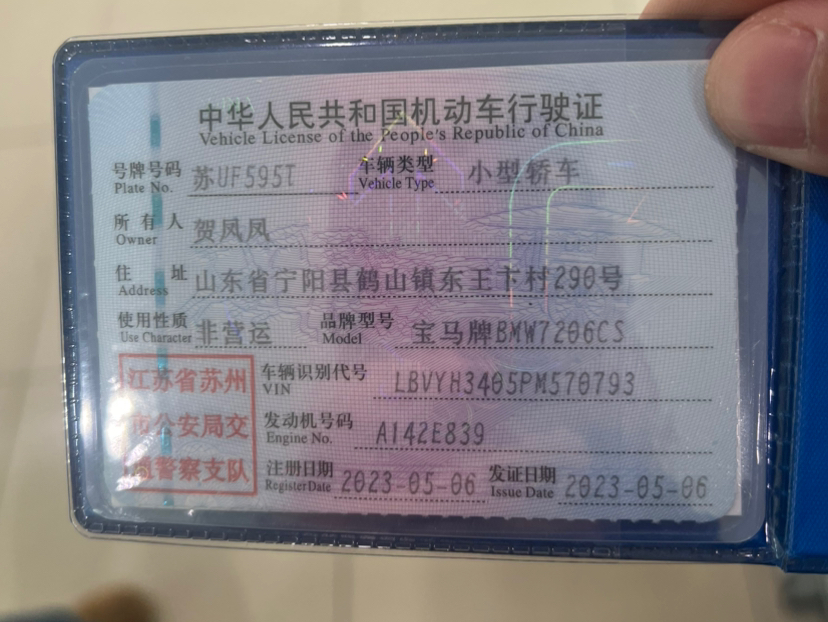 中华人民共和国机动车行驶证
Vehicle License of the People's Republic of China
号牌号码 苏UF595T 车辆类型 小型轿车
Plate No. Vehicle Type
所有人 贺凤凤
Owner
住址 山东省宁阳县鹤山镇东王卞村290号
Address
使用性质 非营运 品牌型号 宝马牌BMW7206CS
Use Character Model
江苏省苏州 车辆识别代号 LBVYH3405PM570793
VIN
市公安局交 发动机号码 A142E839
Engine No.
警察支队 注册日期 2023-05-06 发证日期 2023-05-06
Register Date Issue Date